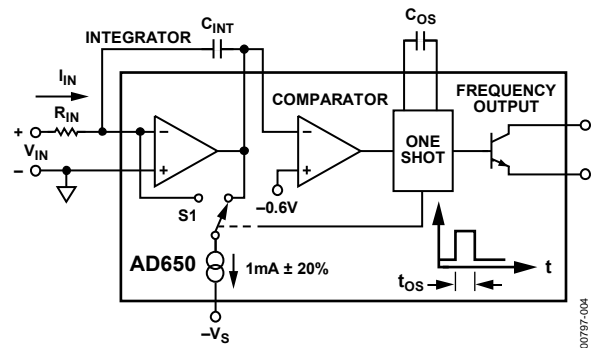 C_INT
C_OS
INTEGRATOR
I_IN
R_IN
COMPARATOR
FREQUENCY
OUTPUT
+
V_IN
−
−
+
−
+
ONE
SHOT
−0.6V
S1
AD650
1mA ± 20%
t_OS
t
−V_S
00797-004